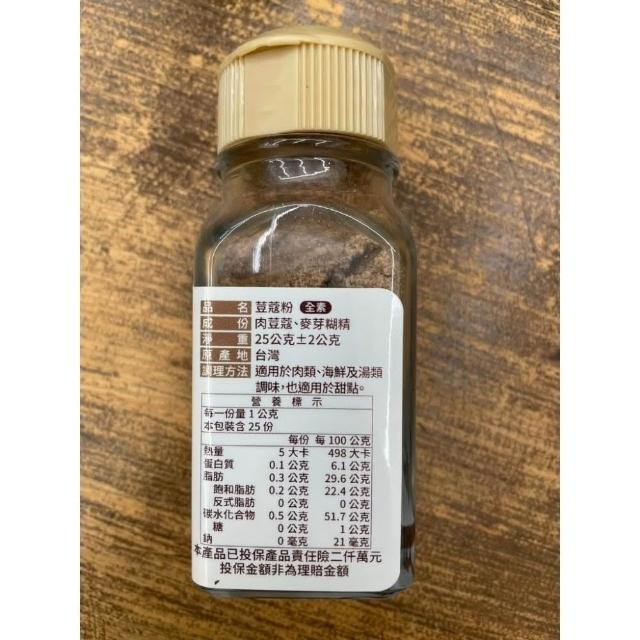 品名 荳蔻粉 全素
成份 肉荳蔻、麥芽糊精
淨重 25公克±2公克
原產地 台灣
調理方法 適用於肉類、海鮮及湯類
調味,也適用於甜點。
營養標示
每一份量 1 公克
本包裝含 25 份
每份 每 100 公克
熱量 5 大卡 498 大卡
蛋白質 0.1 公克 6.1 公克
脂肪 0.3 公克 29.6 公克
飽和脂肪 0.2 公克 22.4 公克
反式脂肪 0 公克 0 公克
碳水化合物 0.5 公克 51.7 公克
糖 0 公克 1 公克
鈉 0 毫克 21 毫克
本產品已投保產品責任險二仟萬元
投保金額非為理賠金額